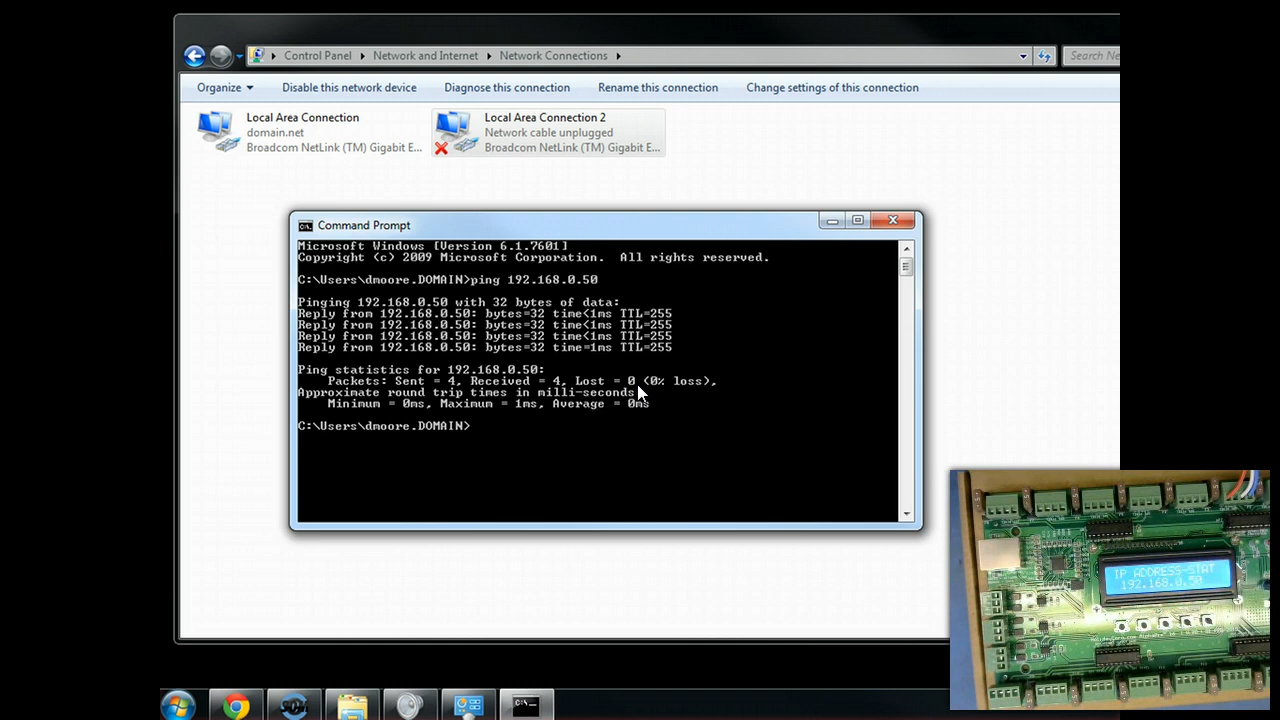 Control Panel
Network and Internet
Network Connections
Search Ne
Organize
Disable this network device
Diagnose this connection
Rename this connection
Change settings of this connection
Local Area Connection
domain.net
Broadcom NetLink (TM) Gigabit E...
Local Area Connection 2
Network cable unplugged
Broadcom NetLink (TM) Gigabit E...
Command Prompt
Microsoft Windows [Version 6.1.7601]
Copyright (c) 2009 Microsoft Corporation.  All rights reserved.
C:\Users\dmoore.DOMAIN>ping 192.168.0.50
Pinging 192.168.0.50 with 32 bytes of data:
Reply from 192.168.0.50: bytes=32 time<1ms TTL=255
Reply from 192.168.0.50: bytes=32 time<1ms TTL=255
Reply from 192.168.0.50: bytes=32 time<1ms TTL=255
Reply from 192.168.0.50: bytes=32 time=1ms TTL=255
Ping statistics for 192.168.0.50:
Packets: Sent = 4, Received = 4, Lost = 0 (0% loss),
Approximate round trip times in milli-seconds
Minimum = 0ms, Maximum = 1ms, Average = 0ms
C:\Users\dmoore.DOMAIN>
IP ADDRESS-STAT
192.168.0.50